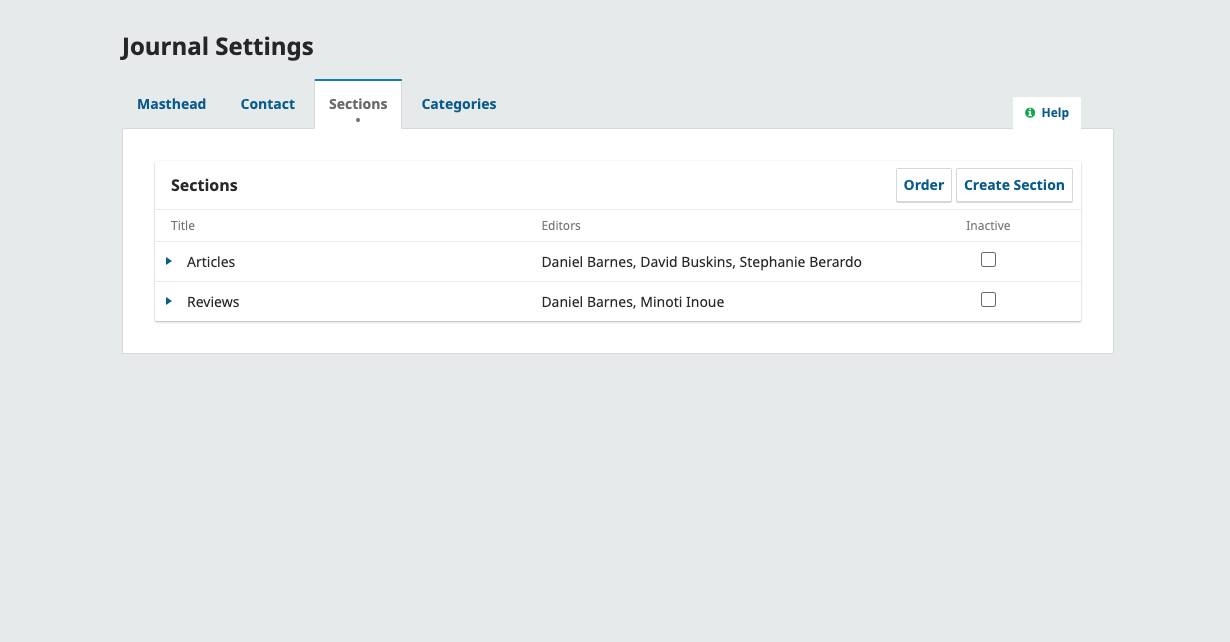 Journal Settings
Masthead Contact Sections Categories
Help
Sections Order Create Section
Title Editors Inactive
Articles Daniel Barnes, David Buskins, Stephanie Berardo
Reviews Daniel Barnes, Minoti Inoue